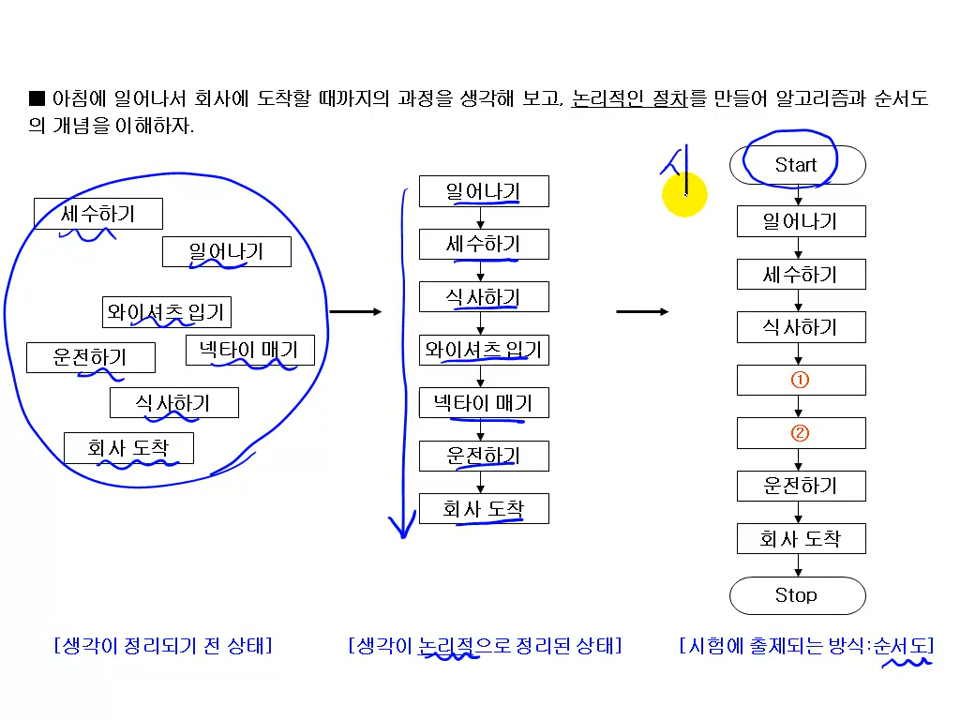 ■ 아침에 일어나서 회사에 도착할 때까지의 과정을 생각해 보고, 논리적인 절차를 만들어 알고리즘과 순서도
의 개념을 이해하자.
세수하기
일어나기
와이셔츠 입기
운전하기
넥타이 매기
식사하기
회사 도착
[생각이 정리되기 전 상태]
일어나기
세수하기
식사하기
와이셔츠 입기
넥타이 매기
운전하기
회사 도착
[생각이 논리적으로 정리된 상태]
시
Start
일어나기
세수하기
식사하기
①
②
운전하기
회사 도착
Stop
[시험에 출제되는 방식:순서도]